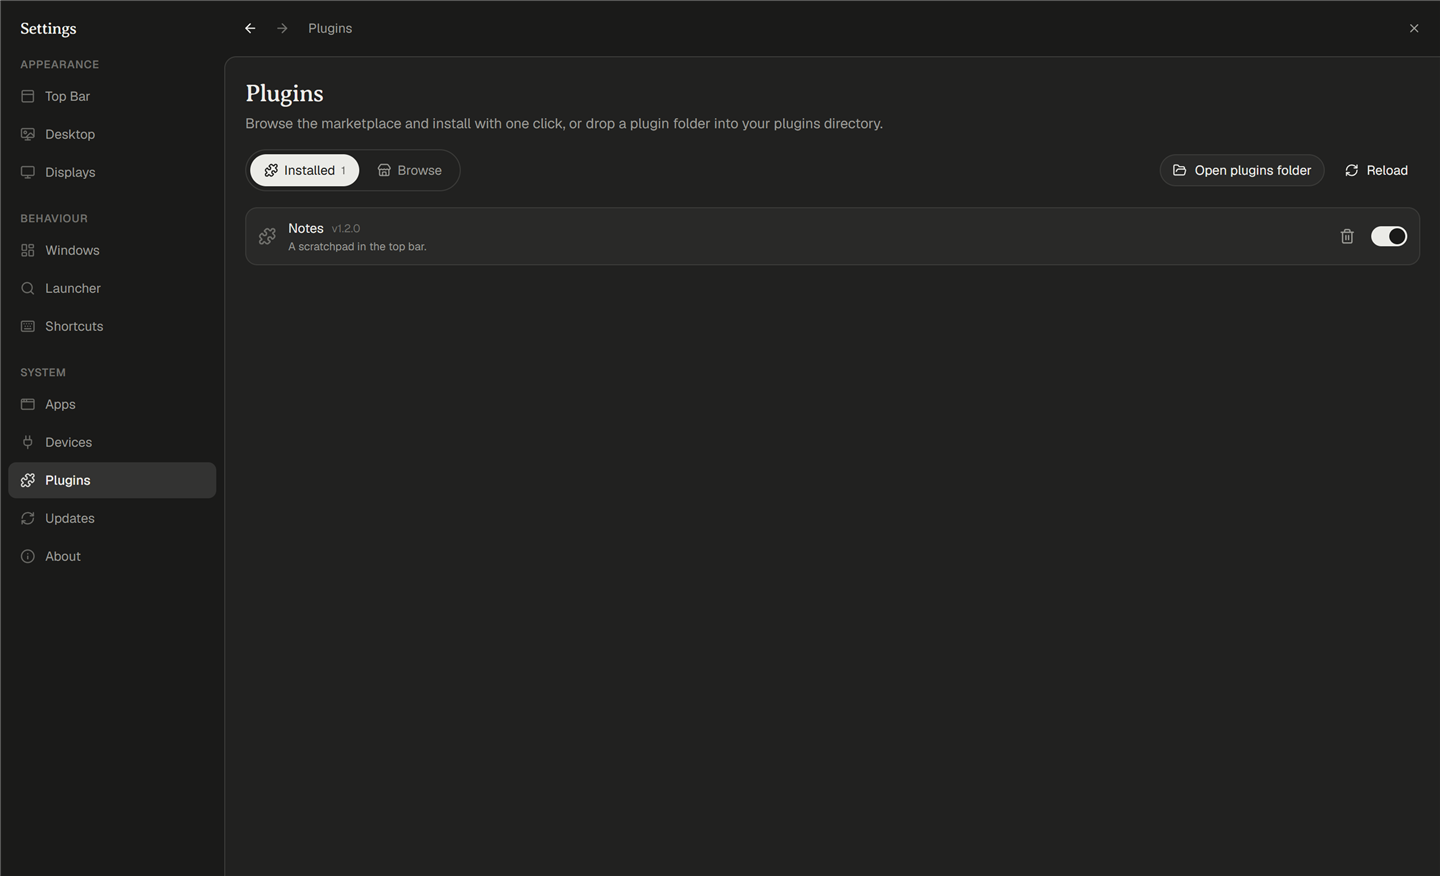 Settings
Plugins
APPEARANCE
Top Bar
Desktop
Displays
BEHAVIOUR
Windows
Launcher
Shortcuts
SYSTEM
Apps
Devices
Plugins
Updates
About
Plugins
Browse the marketplace and install with one click, or drop a plugin folder into your plugins directory.
Installed 1
Browse
Open plugins folder
Reload
Notes v1.2.0
A scratchpad in the top bar.